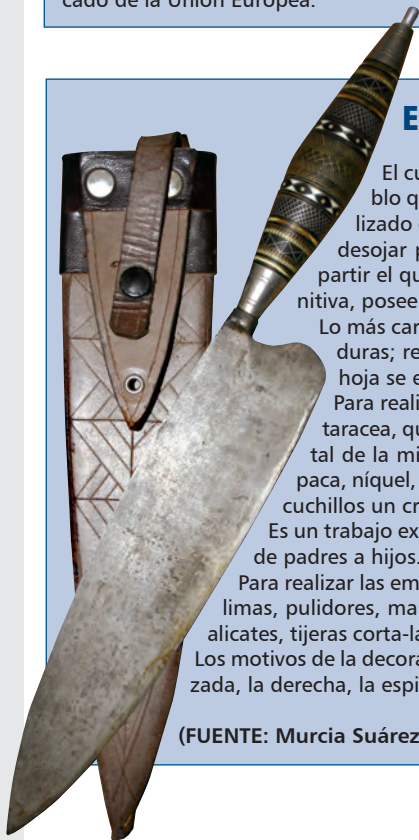 cado de la Unión Europea.
E
El cu
blo q
lizado
desojar p
partir el qu
nitiva, posee
Lo más car
duras; re
hoja se e
Para reali
taracea, qu
tal de la mi
paca, níquel,
cuchillos un cr
Es un trabajo ex
de padres a hijos.
Para realizar las em
limas, pulidores, ma
alicates, tijeras corta-la
Los motivos de la decora
zada, la derecha, la espi
(FUENTE: Murcia Suárez